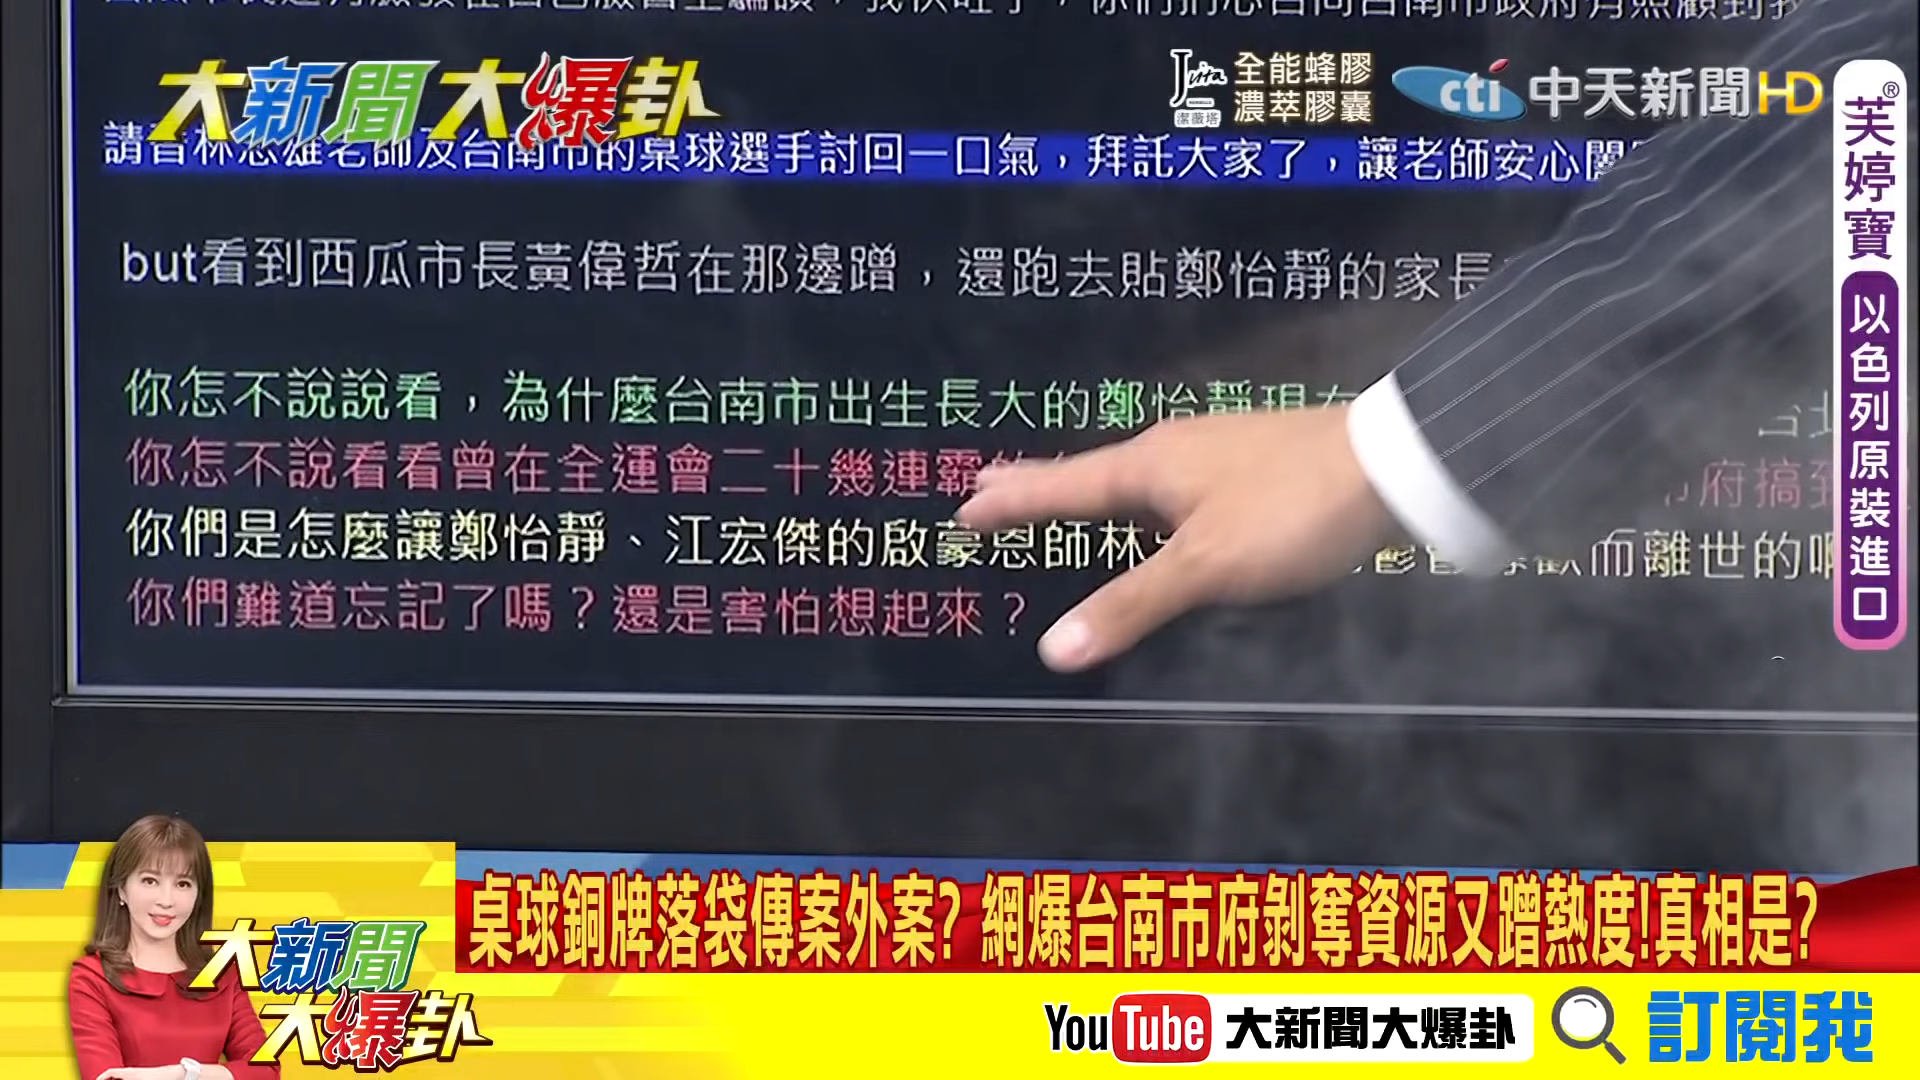 大新聞大爆卦
Jvita
潔薇塔
全能蜂膠
濃萃膠囊
cti 中天新聞HD
芙婷寶®
以色列原裝進口
老師及台南市的桌球選手討回一口氣，拜託大家了，讓老師安心
but看到西瓜市長黃偉哲在那邊蹭，還跑去貼鄭怡靜的家長
你怎不說說看，為什麼台南市出生長大的鄭怡靜現在
你怎不說看看曾在全運會二十幾連霸
府搞
你們是怎麼讓鄭怡靜、江宏傑的啟蒙恩師林
而離世的
你們難道忘記了嗎？還是害怕想起來？
桌球銅牌落袋傳案外案? 網爆台南市府剝奪資源又蹭熱度!真相是?
大新聞大爆卦
YouTube 大新聞大爆卦
訂閱我